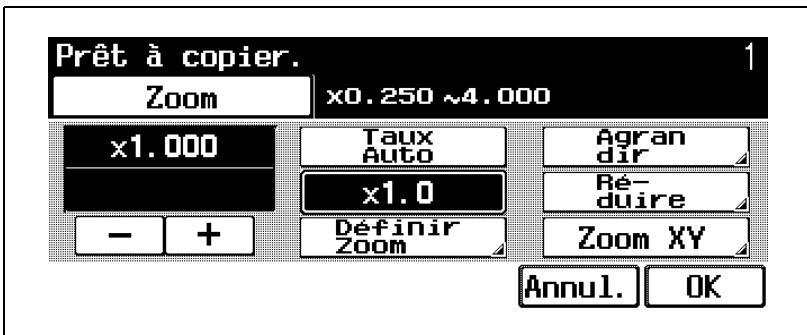 Prêt à copier. 1
Zoom x0.250 ~4.000
x1.000
Taux
Auto
Agran
dir
x1.0
Ré-
duire
− +
Définir
Zoom
Zoom XY
Annul. OK